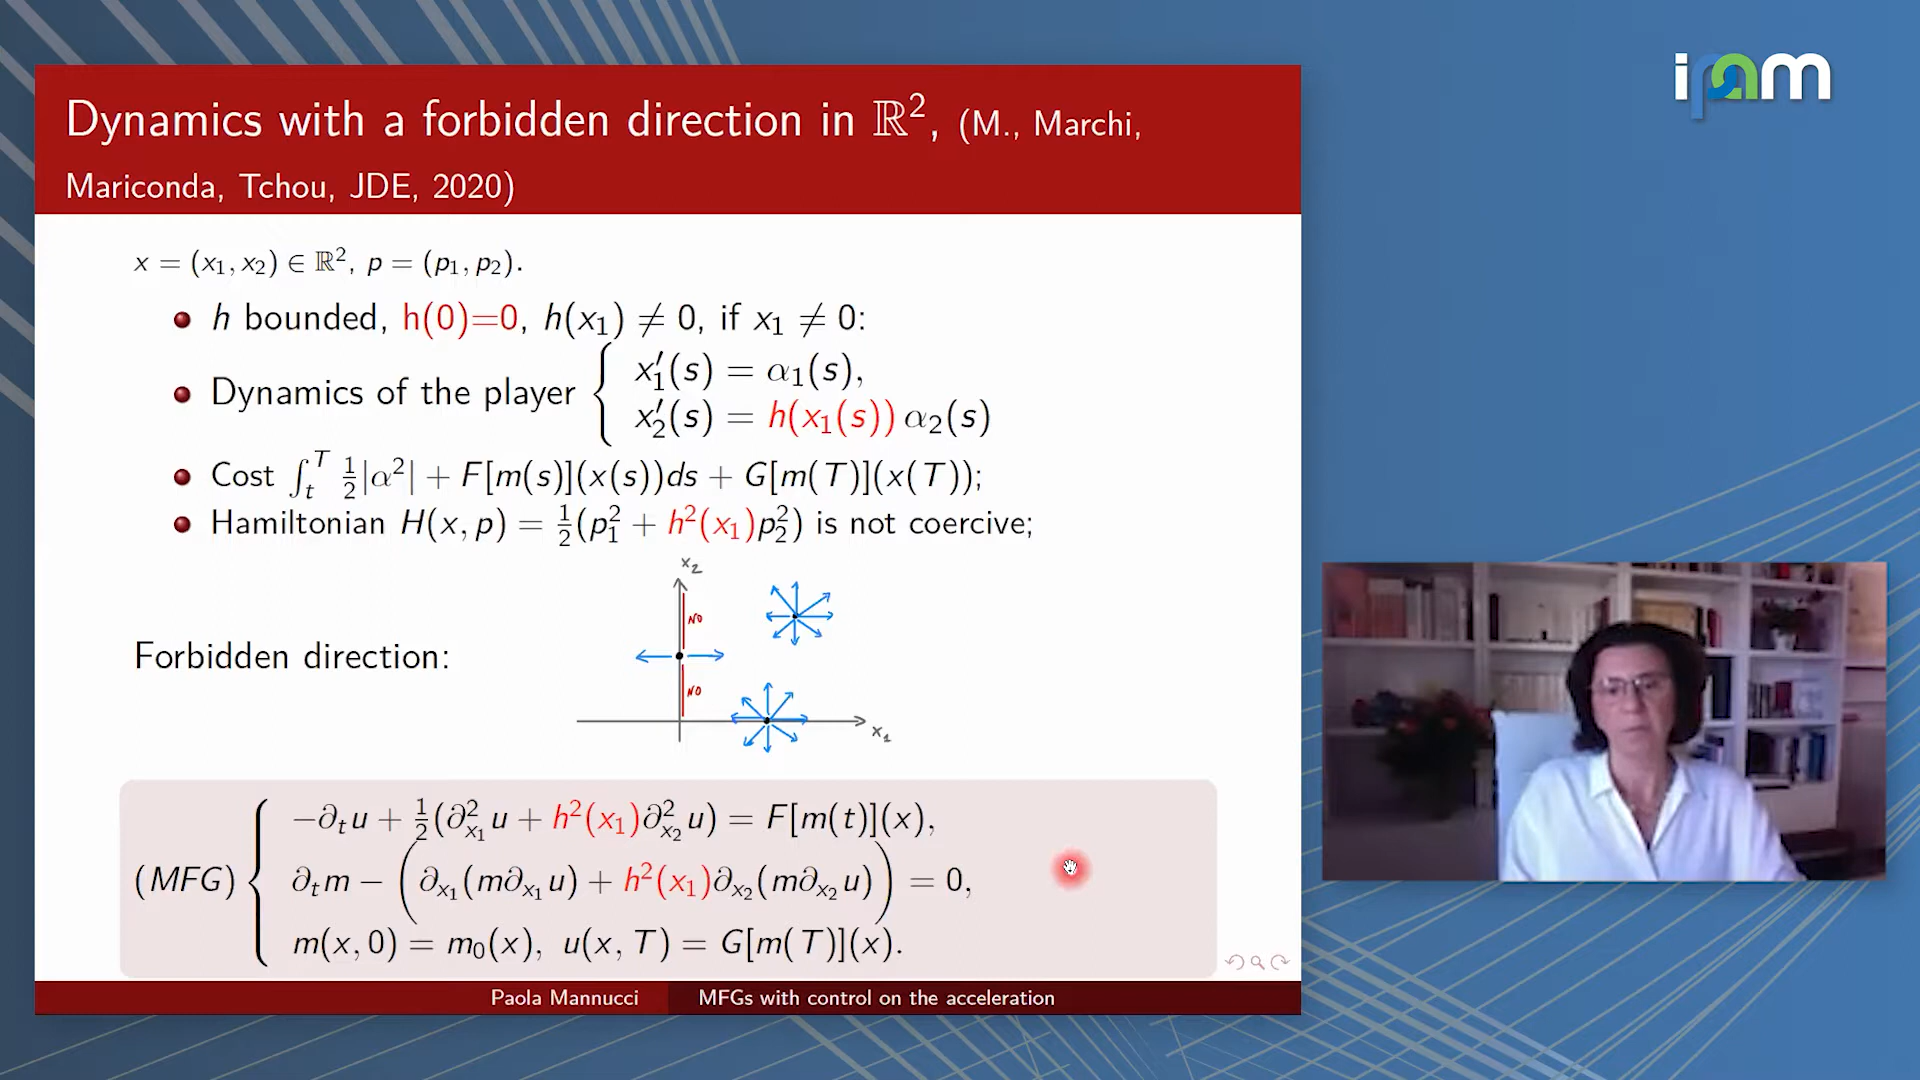 ipam
Dynamics with a forbidden direction in ℝ², (M., Marchi,
Mariconda, Tchou, JDE, 2020)
x = (x₁, x₂) ∈ ℝ², p = (p₁, p₂).
h bounded, h(0)=0, h(x₁) ≠ 0, if x₁ ≠ 0:
Dynamics of the player { x₁′(s) = α₁(s),
x₂′(s) = h(x₁(s)) α₂(s)
Cost ∫ₜᵀ ½|α²| + F[m(s)](x(s))ds + G[m(T)](x(T));
Hamiltonian H(x, p) = ½(p₁² + h²(x₁)p₂²) is not coercive;
x₂
NO
Forbidden direction:
NO
x₁
(MFG) { −∂ₜu + ½(∂²ₓ₁u + h²(x₁)∂²ₓ₂u) = F[m(t)](x),
∂ₜm − (∂ₓ₁(m∂ₓ₁u) + h²(x₁)∂ₓ₂(m∂ₓ₂u)) = 0,
m(x, 0) = m₀(x), u(x, T) = G[m(T)](x).
Paola Mannucci MFGs with control on the acceleration